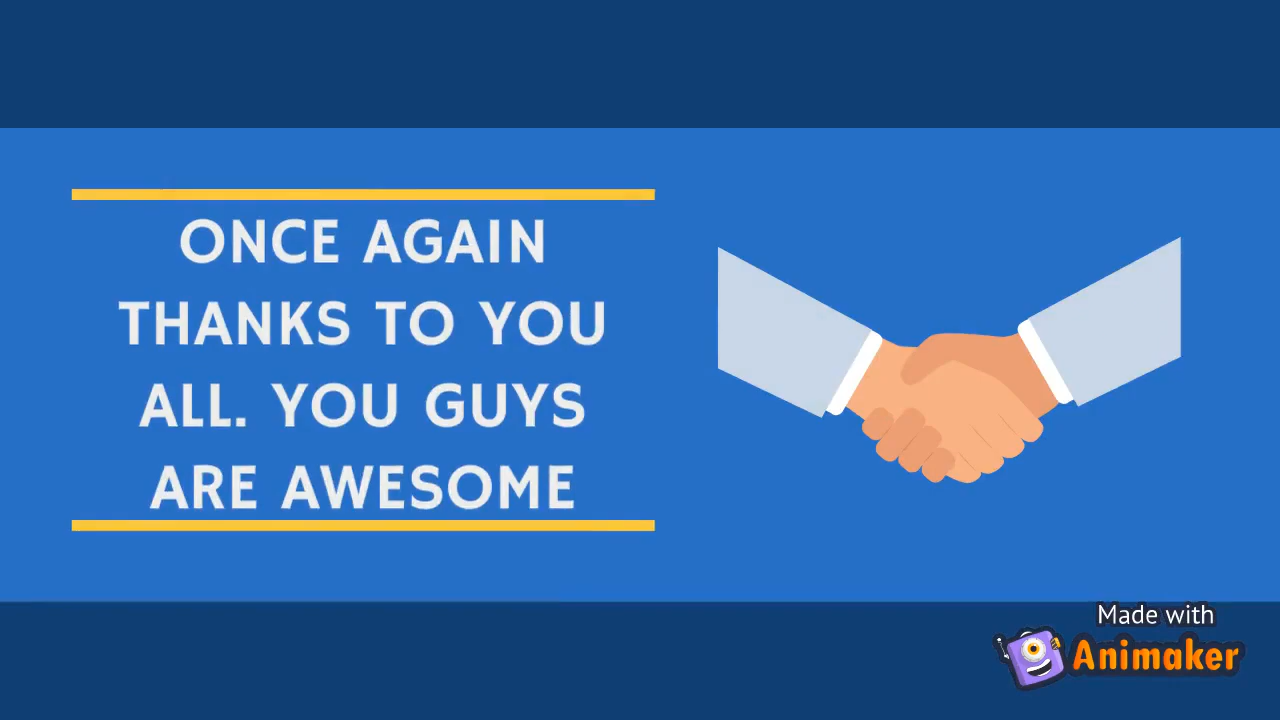 ONCE AGAIN
THANKS TO YOU
ALL. YOU GUYS
ARE AWESOME
Made with
Animaker